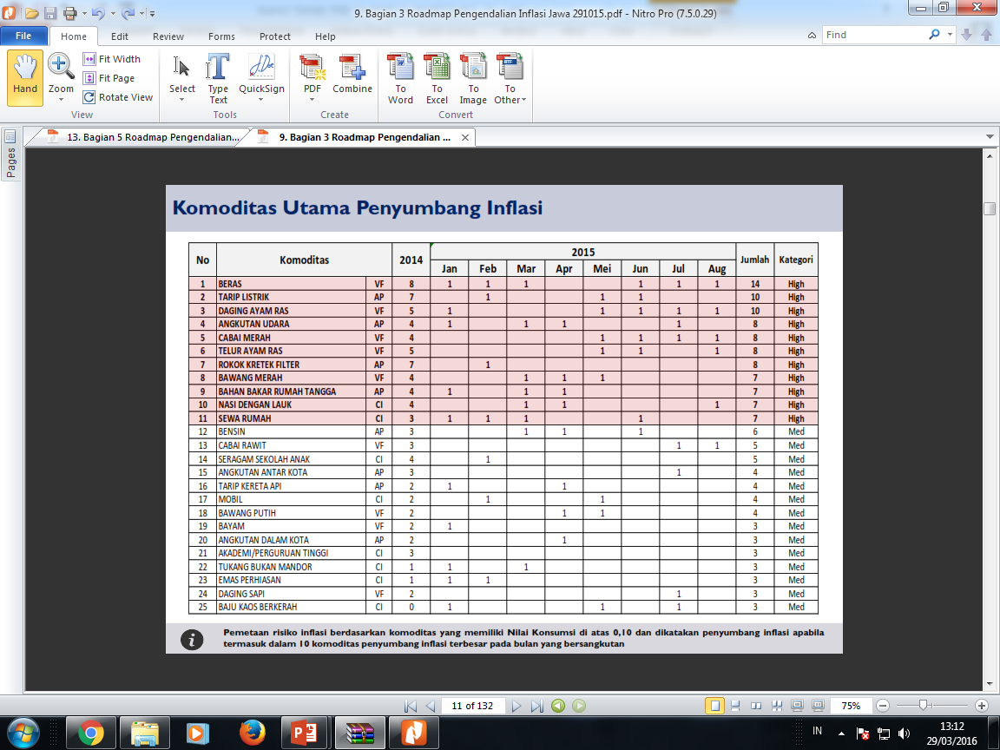 9. Bagian 3 Roadmap Pengendalian Inflasi Jawa 291015.pdf - Nitro Pro (7.5.0.29)
File Home Edit Review Forms Protect Help Find
Hand Zoom Fit Width Fit Page Rotate View Select Type Text QuickSign PDF Combine To Word To Excel To Image To Other
View Tools Create Convert
13. Bagian 5 Roadmap Pengendalian... 9. Bagian 3 Roadmap Pengendalian ...
Pages
Komoditas Utama Penyumbang Inflasi
No Komoditas 2014 2015 Jumlah Kategori
Jan Feb Mar Apr Mei Jun Jul Aug
1 BERAS VF 8 1 1 1 1 1 1 14 High
2 TARIP LISTRIK AP 7 1 1 1 10 High
3 DAGING AYAM RAS VF 5 1 1 1 1 1 10 High
4 ANGKUTAN UDARA AP 4 1 1 1 1 8 High
5 CABAI MERAH VF 4 1 1 1 1 8 High
6 TELUR AYAM RAS VF 5 1 1 1 8 High
7 ROKOK KRETEK FILTER AP 7 1 8 High
8 BAWANG MERAH VF 4 1 1 1 7 High
9 BAHAN BAKAR RUMAH TANGGA AP 4 1 1 1 7 High
10 NASI DENGAN LAUK CI 4 1 1 1 7 High
11 SEWA RUMAH CI 3 1 1 1 1 7 High
12 BENSIN AP 3 1 1 1 6 Med
13 CABAI RAWIT VF 3 1 1 5 Med
14 SERAGAM SEKOLAH ANAK CI 4 1 5 Med
15 ANGKUTAN ANTAR KOTA AP 3 1 4 Med
16 TARIP KERETA API AP 2 1 1 4 Med
17 MOBIL CI 2 1 1 4 Med
18 BAWANG PUTIH VF 2 1 1 4 Med
19 BAYAM VF 2 1 3 Med
20 ANGKUTAN DALAM KOTA AP 2 1 3 Med
21 AKADEMI/PERGURUAN TINGGI CI 3 3 Med
22 TUKANG BUKAN MANDOR CI 1 1 1 3 Med
23 EMAS PERHIASAN CI 1 1 1 3 Med
24 DAGING SAPI VF 2 1 3 Med
25 BAJU KAOS BERKERAH CI 0 1 1 1 3 Med
i Pemetaan risiko inflasi berdasarkan komoditas yang memiliki Nilai Konsumsi di atas 0,10 dan dikatakan penyumbang inflasi apabila
termasuk dalam 10 komoditas penyumbang inflasi terbesar pada bulan yang bersangkutan
11 of 132 75%
IN 13:12
29/03/2016